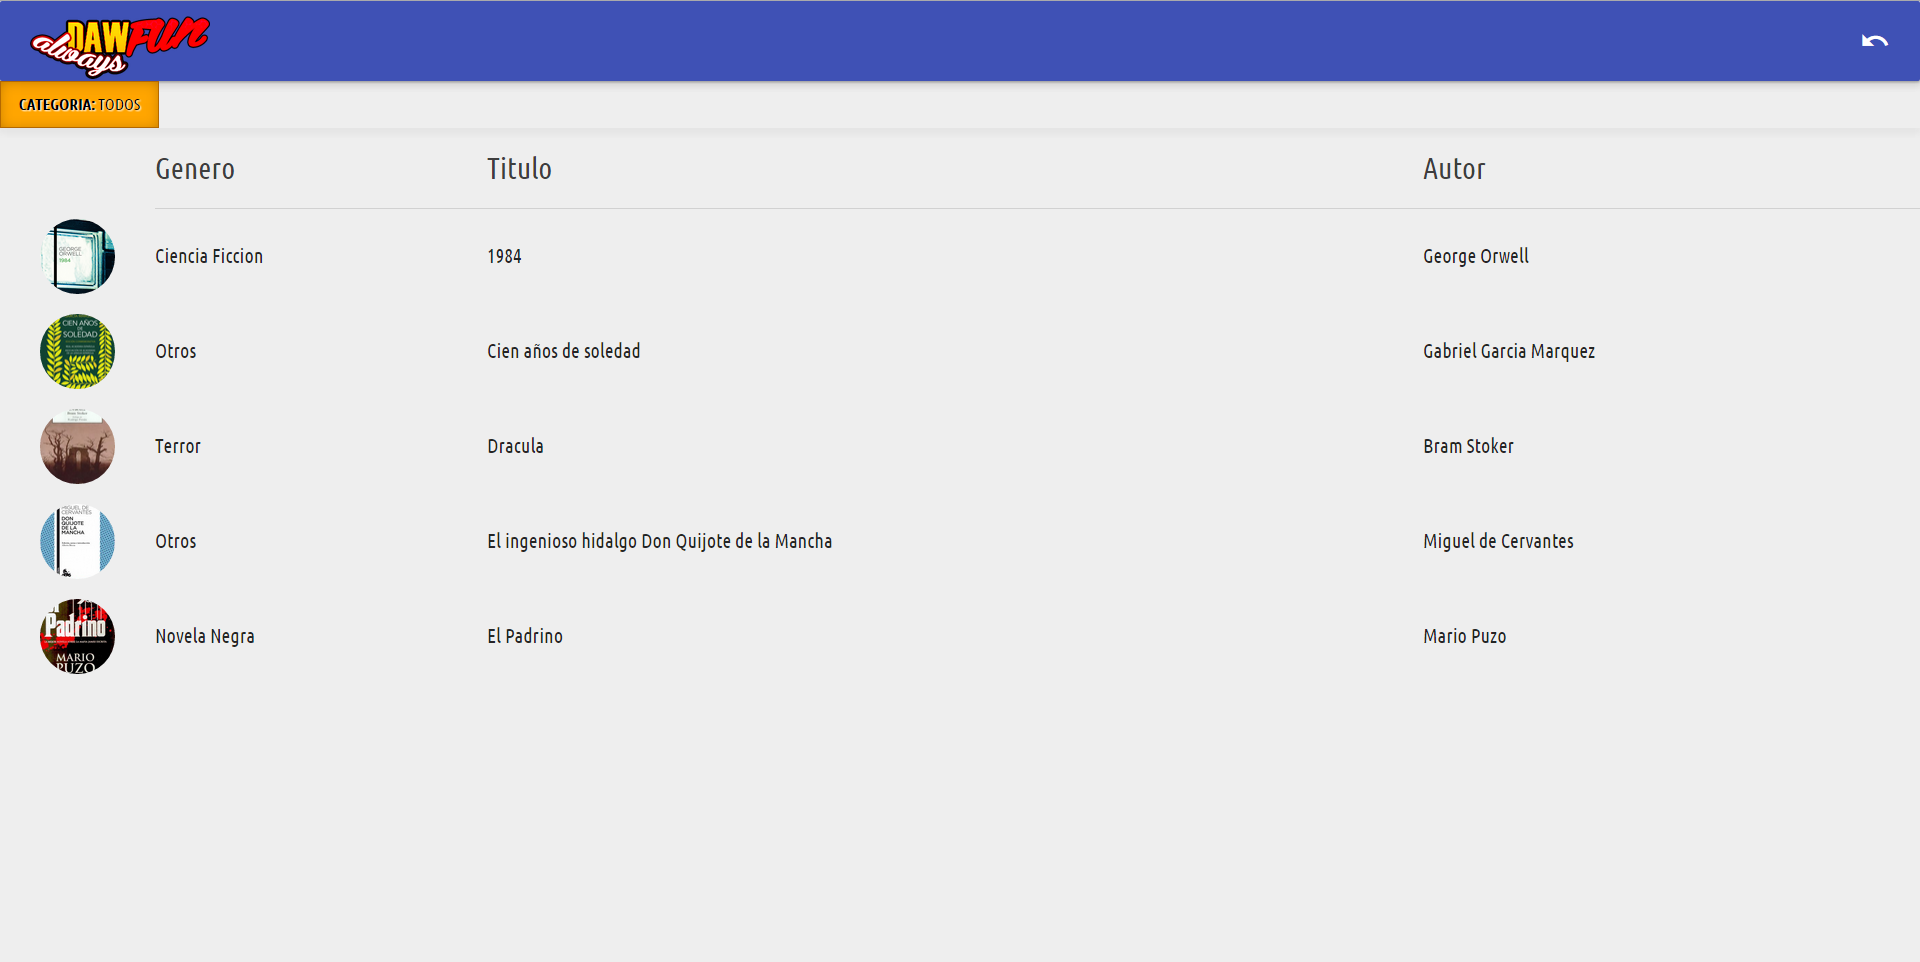 always DAW FUN
CATEGORIA: TODOS
Genero Titulo Autor
GEORGE
ORWELL
1984
Ciencia Ficcion 1984 George Orwell
CIEN AÑOS
DE
SOLEDAD
Otros Cien años de soledad Gabriel Garcia Marquez
Terror Dracula Bram Stoker
MIGUEL DE
CERVANTES
DON
QUIJOTE
DE LA
MANCHA
Otros El ingenioso hidalgo Don Quijote de la Mancha Miguel de Cervantes
Padrino
MARIO
PUZO
Novela Negra El Padrino Mario Puzo